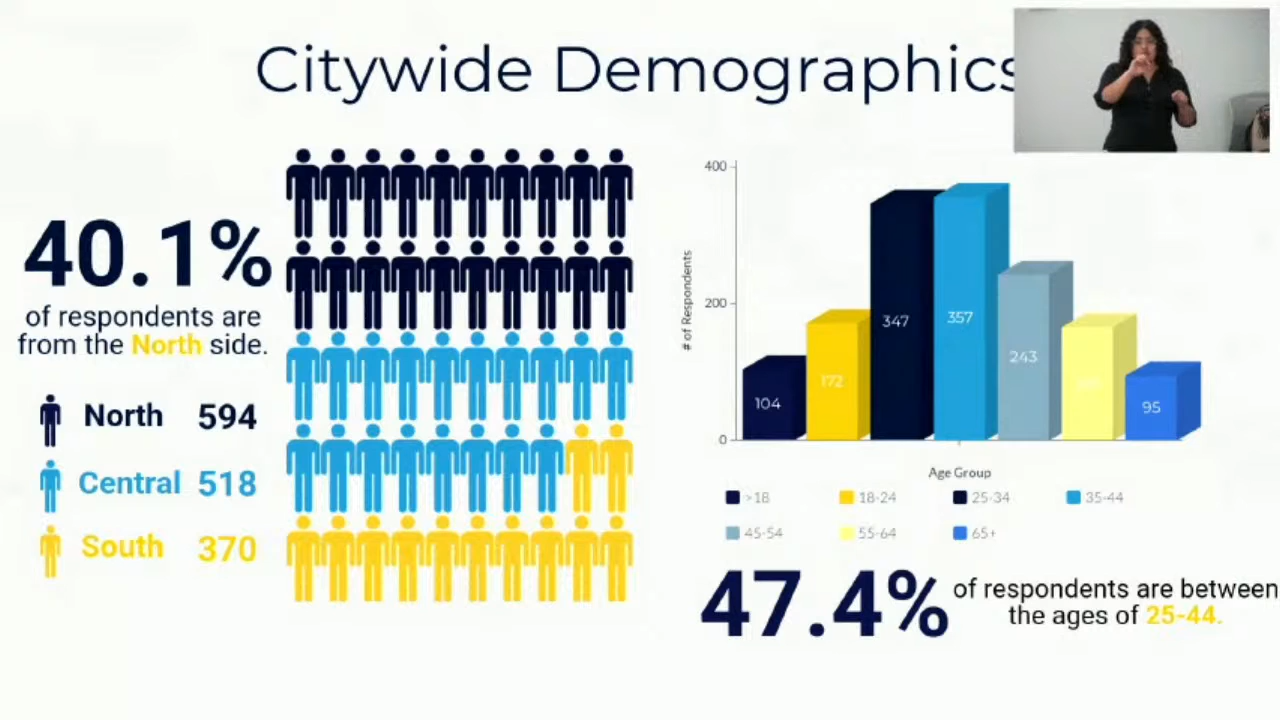 Citywide Demographics
40.1%
of respondents are
from the North side.
North 594
Central 518
South 370
400
200
0
# of Respondents
104
172
347
357
243
95
Age Group
>18
18-24
25-34
35-44
45-54
55-64
65+
47.4%
of respondents are between
the ages of 25-44.